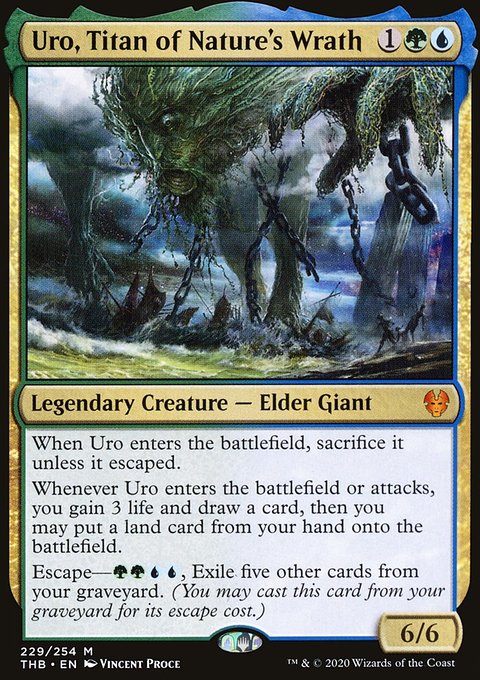 Uro, Titan of Nature's Wrath 1
Legendary Creature — Elder Giant
When Uro enters the battlefield, sacrifice it
unless it escaped.
Whenever Uro enters the battlefield or attacks,
you gain 3 life and draw a card, then you
may put a land card from your hand onto the
battlefield.
Escape—, Exile five other cards from
your graveyard. (You may cast this card from your
graveyard for its escape cost.)
6/6
229/254 M
THB • EN Vincent Proce
™ & © 2020 Wizards of the Coast